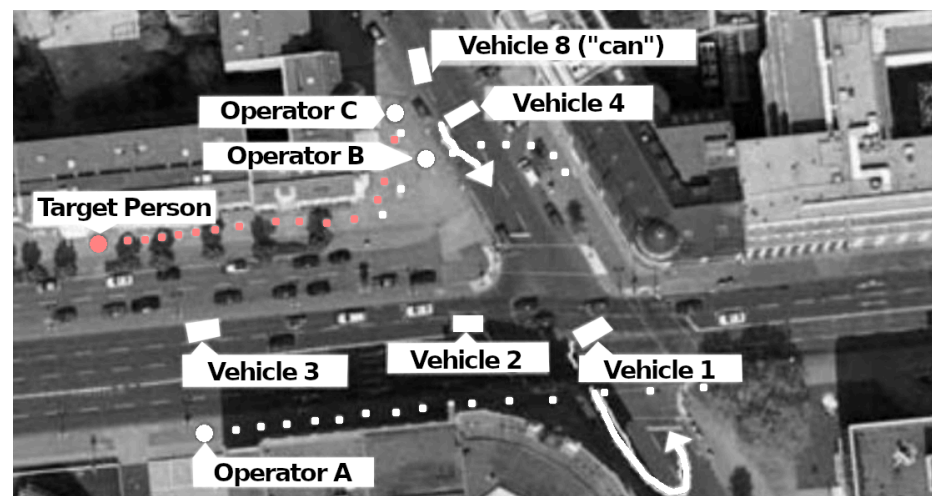 Vehicle 8 ("can")
Vehicle 4
Operator C
Operator B
Target Person
Vehicle 3
Vehicle 2
Vehicle 1
Operator A